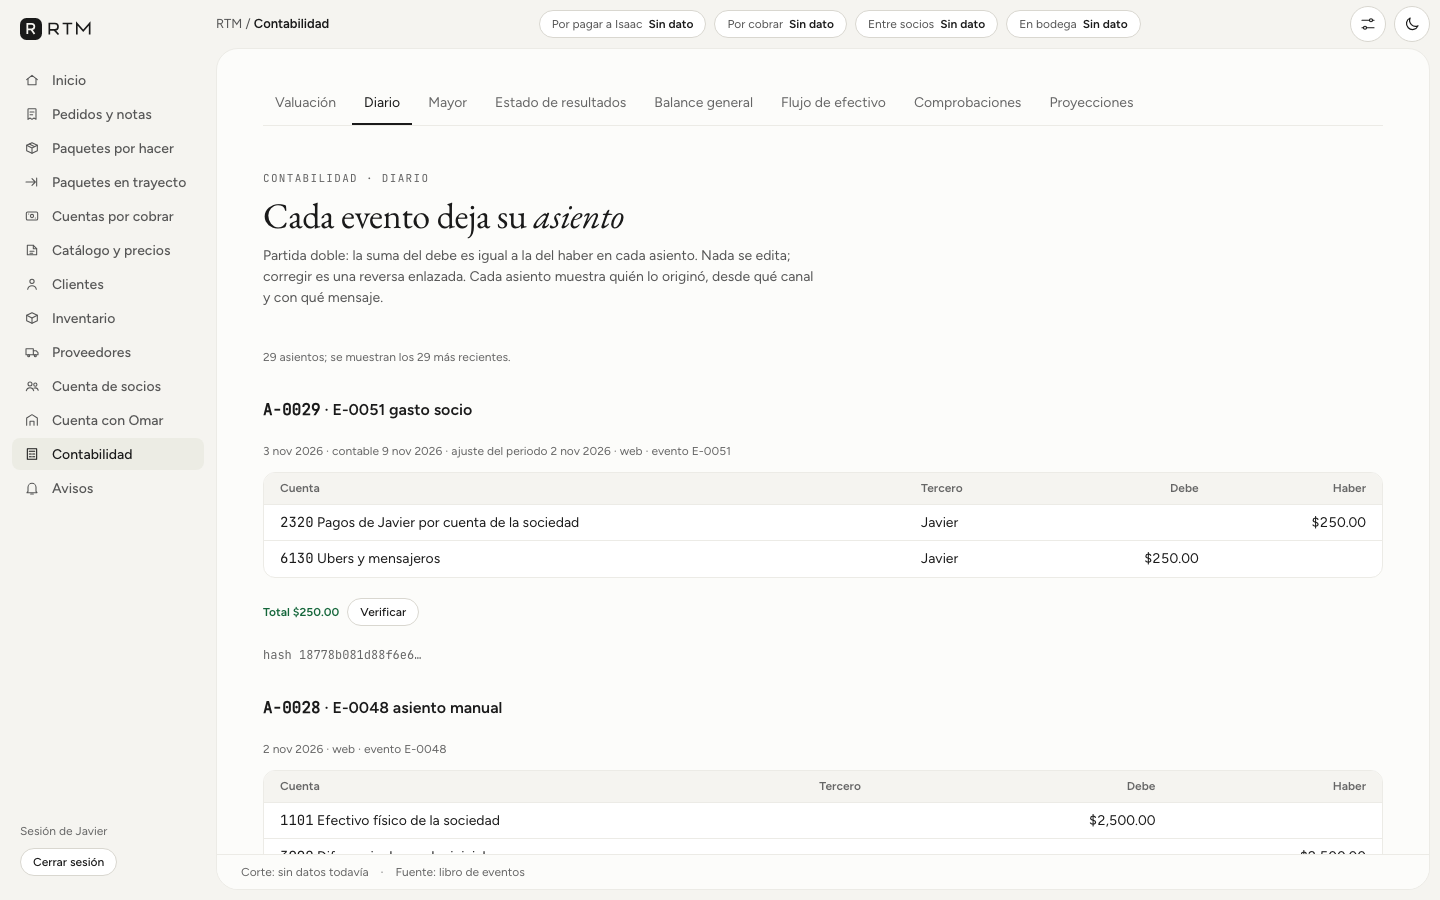 R RTM
RTM / Contabilidad
Por pagar a Isaac Sin dato
Por cobrar Sin dato
Entre socios Sin dato
En bodega Sin dato
Inicio
Pedidos y notas
Paquetes por hacer
Paquetes en trayecto
Cuentas por cobrar
Catálogo y precios
Clientes
Inventario
Proveedores
Cuenta de socios
Cuenta con Omar
Contabilidad
Avisos
Sesión de Javier
Cerrar sesión
Valuación Diario Mayor Estado de resultados Balance general Flujo de efectivo Comprobaciones Proyecciones
CONTABILIDAD · DIARIO
Cada evento deja su asiento
Partida doble: la suma del debe es igual a la del haber en cada asiento. Nada se edita;
corregir es una reversa enlazada. Cada asiento muestra quién lo originó, desde qué canal
y con qué mensaje.
29 asientos; se muestran los 29 más recientes.
A-0029 · E-0051 gasto socio
3 nov 2026 · contable 9 nov 2026 · ajuste del periodo 2 nov 2026 · web · evento E-0051
Cuenta Tercero Debe Haber
2320 Pagos de Javier por cuenta de la sociedad Javier $250.00
6130 Ubers y mensajeros Javier $250.00
Total $250.00 Verificar
hash 18778b081d88f6e6…
A-0028 · E-0048 asiento manual
2 nov 2026 · web · evento E-0048
Cuenta Tercero Debe Haber
1101 Efectivo físico de la sociedad $2,500.00
Corte: sin datos todavía · Fuente: libro de eventos